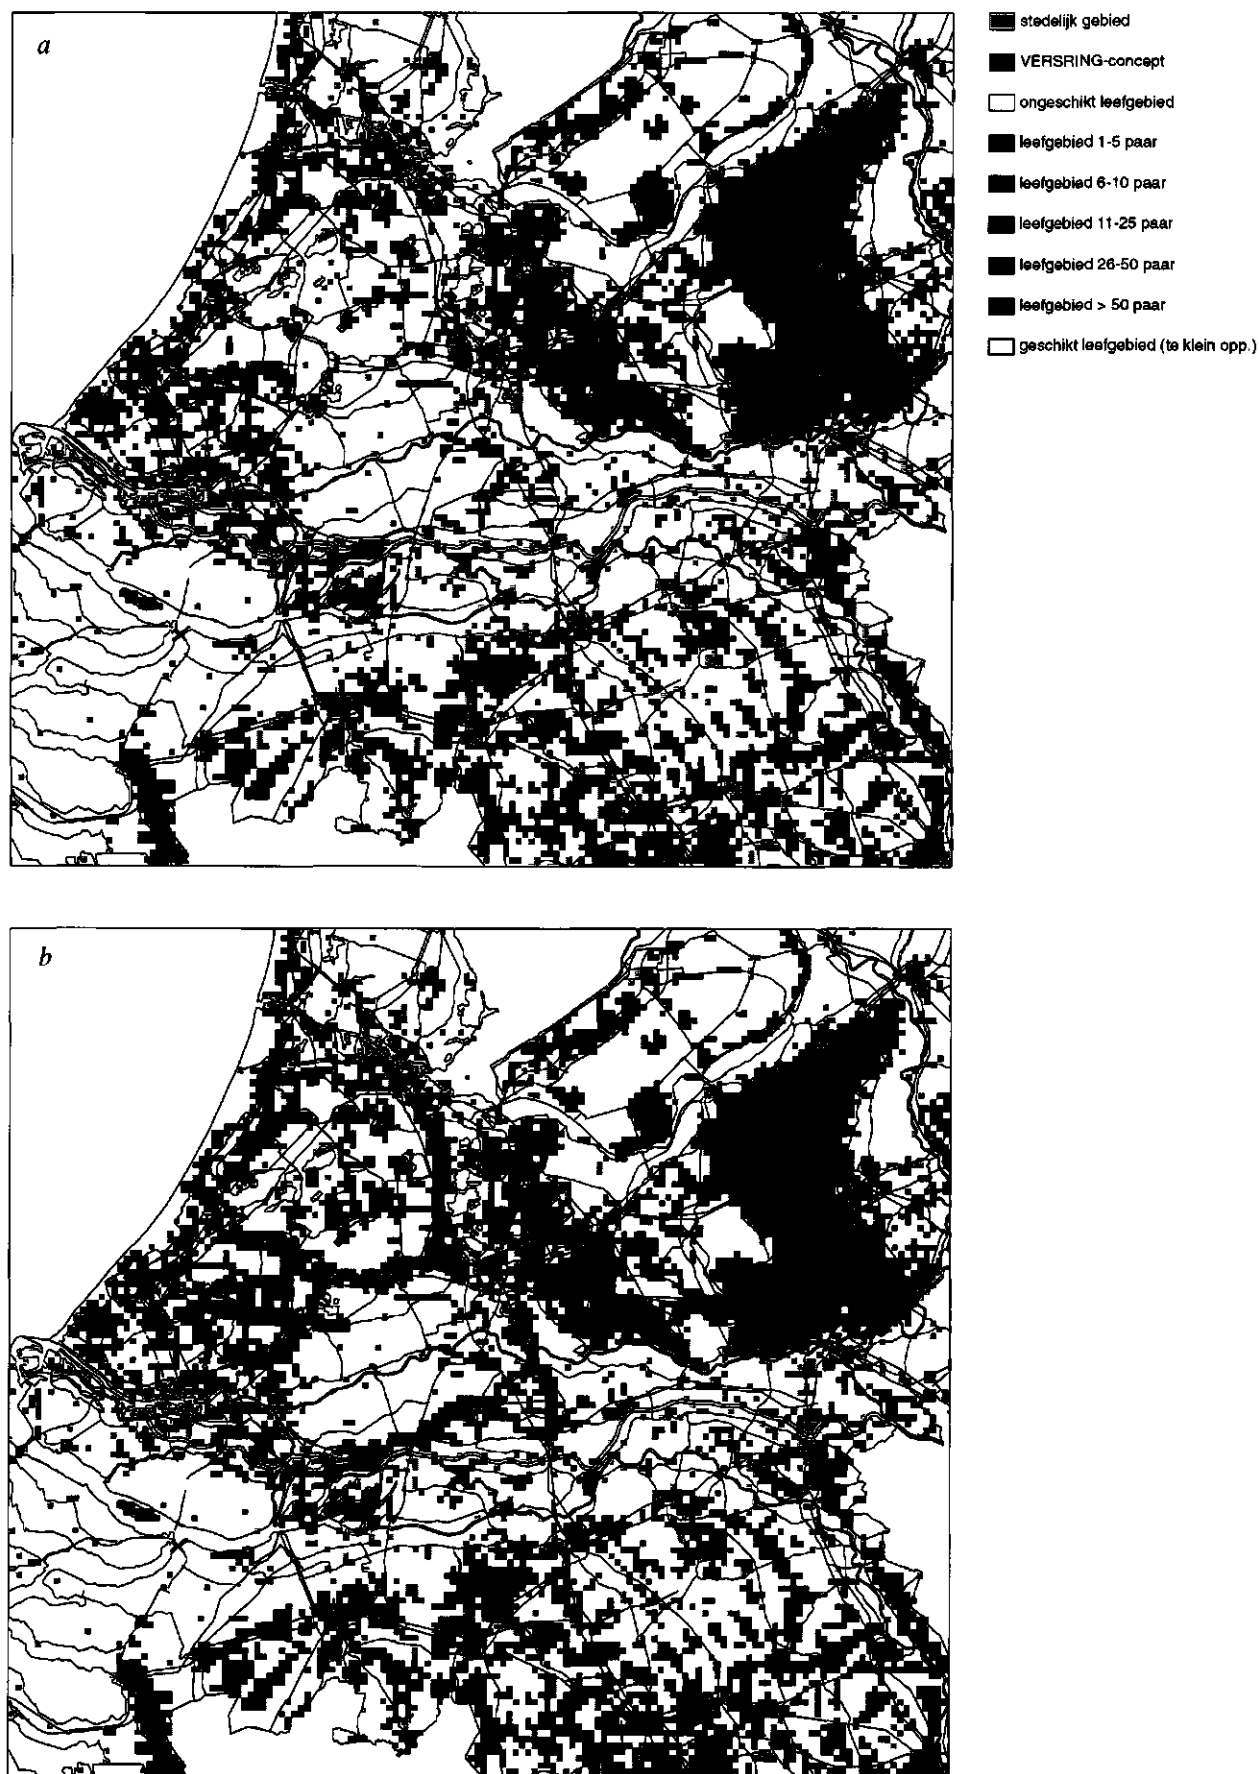 a
stedelijk gebied
VERSRING-concept
ongeschikt leefgebied
leefgebied 1-5 paar
leefgebied 6-10 paar
leefgebied 11-25 paar
leefgebied 26-50 paar
leefgebied > 50 paar
geschikt leefgebied (te klein opp.)
b